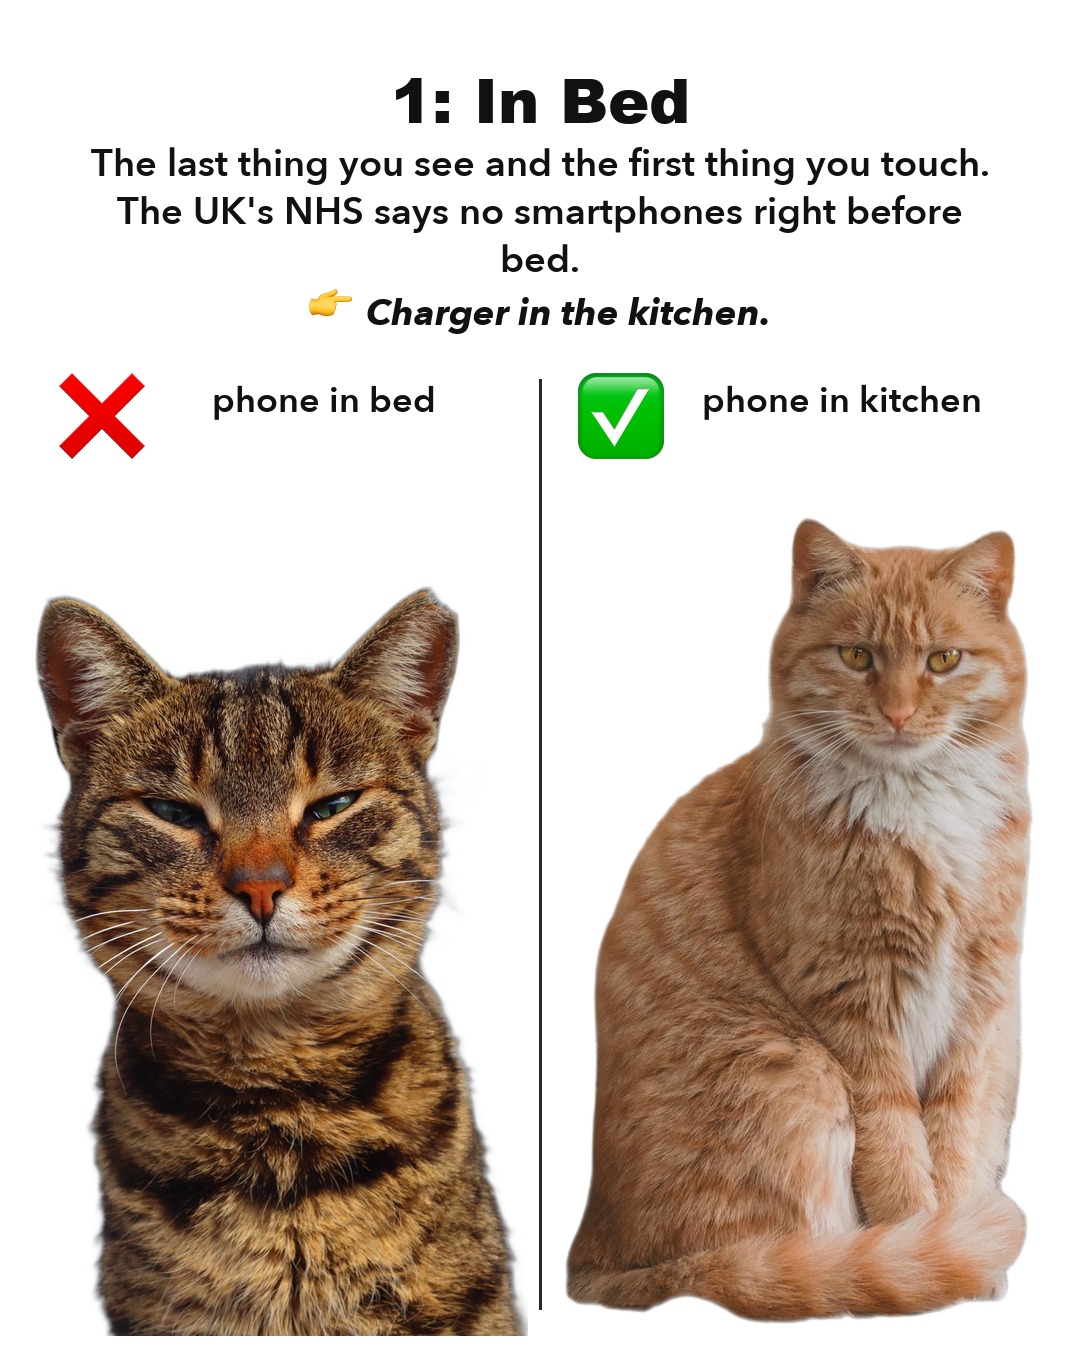 1: In Bed
The last thing you see and the first thing you touch.
The UK's NHS says no smartphones right before
bed.
👉 Charger in the kitchen.
❌ phone in bed
✅ phone in kitchen